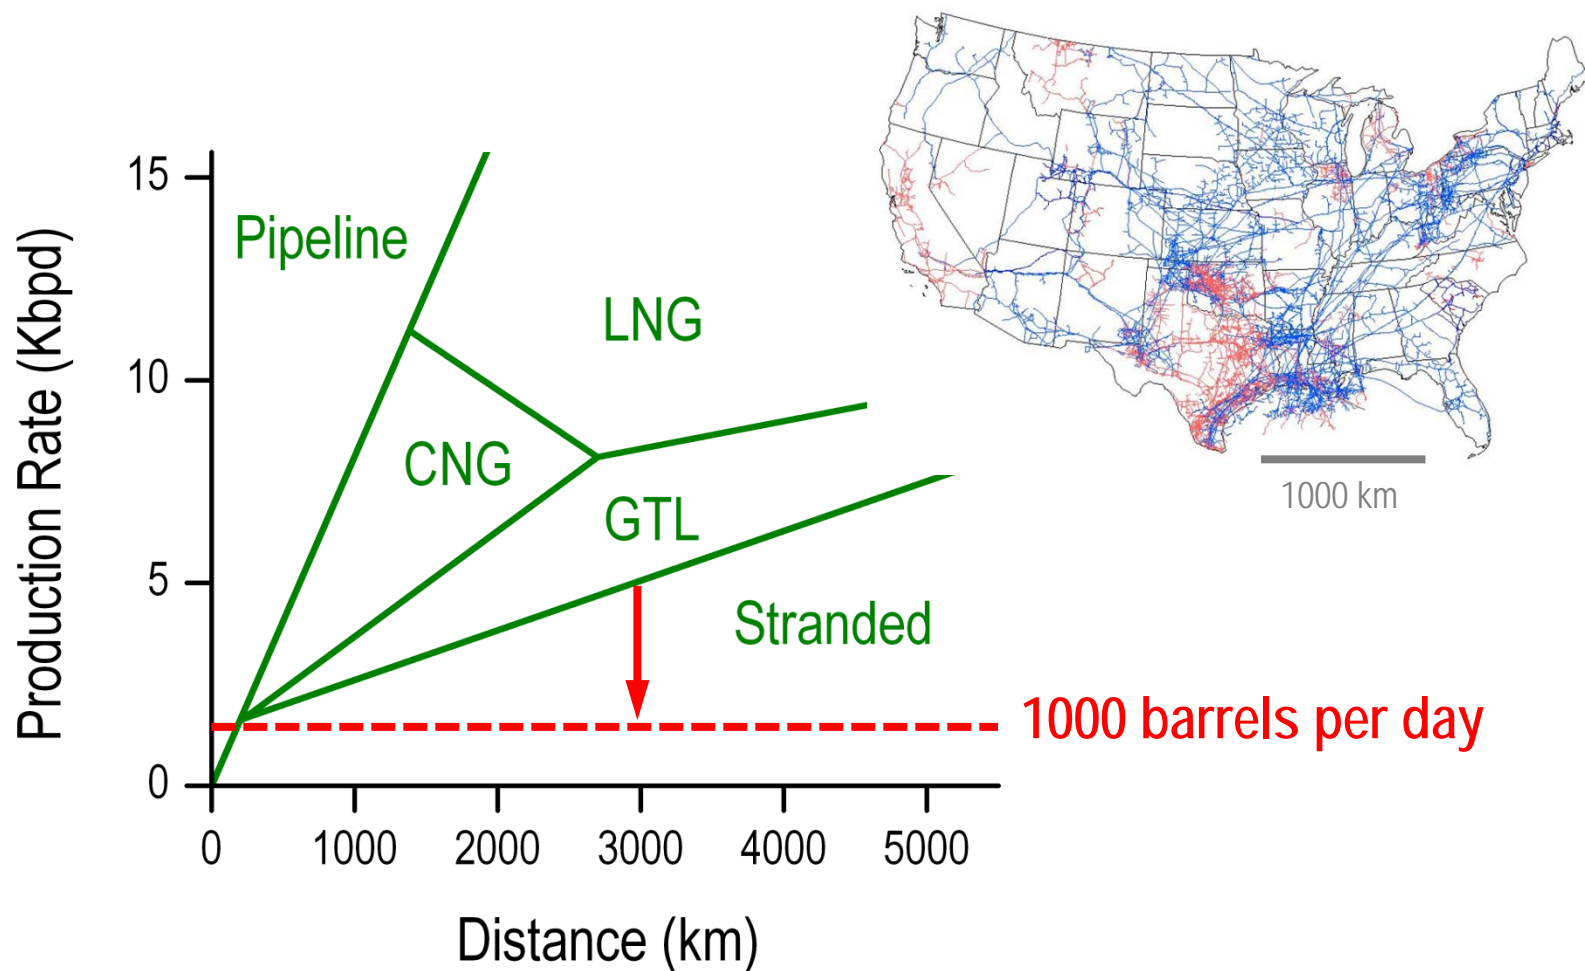 Production Rate (Kbpd)
15
10
5
0
Pipeline
LNG
CNG
GTL
Stranded
1000 barrels per day
0 1000 2000 3000 4000 5000
Distance (km)
1000 km